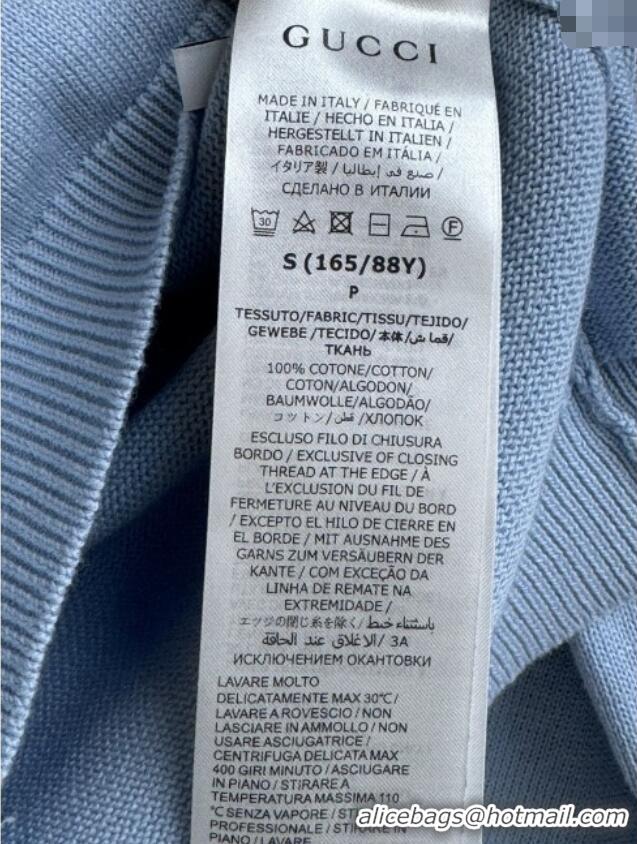 GUCCI
MADE IN ITALY / FABRIQUÉ EN
ITALIE / HECHO EN ITALIA /
HERGESTELLT IN ITALIEN /
FABRICADO EM ITÁLIA /
イタリア製 / صنع في إيطاليا /
СДЕЛАНО В ИТАЛИИ
30 F
S (165/88Y)
P
TESSUTO/FABRIC/TISSU/TEJIDO/
GEWEBE /TECIDO/本体/قماش/
ТКАНЬ
100% COTONE/COTTON/
COTON/ALGODON/
BAUMWOLLE/ALGODÃO/
コットン/قطن/ХЛОПОК
ESCLUSO FILO DI CHIUSURA
BORDO / EXCLUSIVE OF CLOSING
THREAD AT THE EDGE / À
L'EXCLUSION DU FIL DE
FERMETURE AU NIVEAU DU BORD
/ EXCEPTO EL HILO DE CIERRE EN
EL BORDE / MIT AUSNAHME DES
GARNS ZUM VERSÄUBERN DER
KANTE / COM EXCEÇÃO DA
LINHA DE REMATE NA
EXTREMIDADE /
エッジの閉じ糸を除く/ باستثناء خيط
الإغلاق عند الحافة/ ЗА
ИСКЛЮЧЕНИЕМ ОКАНТОВКИ
LAVARE MOLTO
DELICATAMENTE MAX 30°C/
LAVARE A ROVESCIO / NON
LASCIARE IN AMMOLLO / NON
USARE ASCIUGATRICE /
CENTRIFUGA DELICATA MAX
400 GIRI MINUTO / ASCIUGARE
IN PIANO / STIRARE A
TEMPERATURA MASSIMA 110
°C SENZA VAPORE / STIRO
PROFESSIONALE / STIRARE IN
PIANO / LAVARE
alicebags@hotmail.com